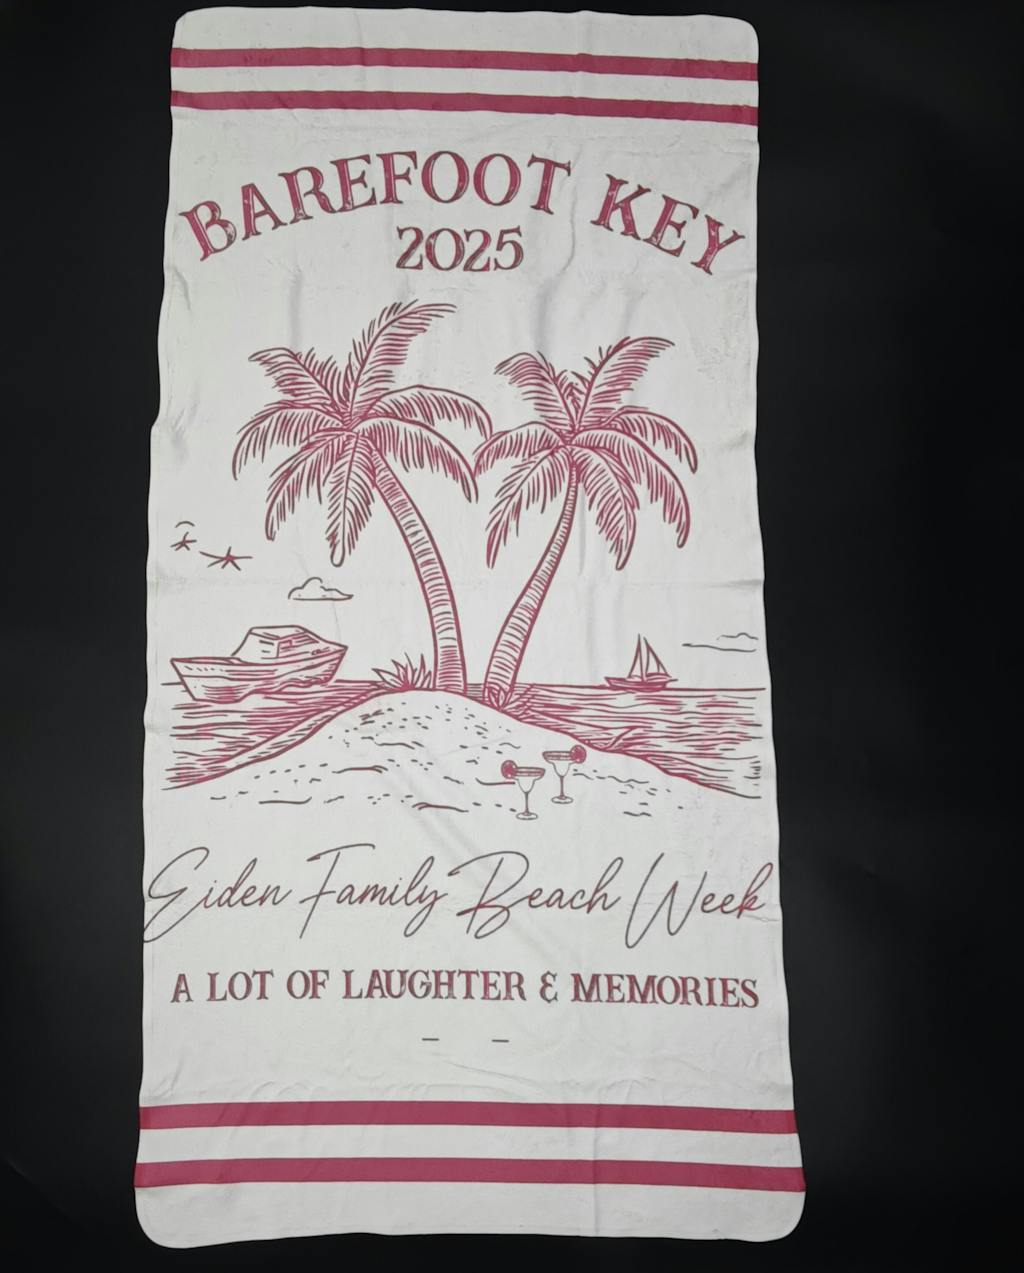 BAREFOOT KEY
2025
Eiden Family Beach Week
A LOT OF LAUGHTER & MEMORIES
– –